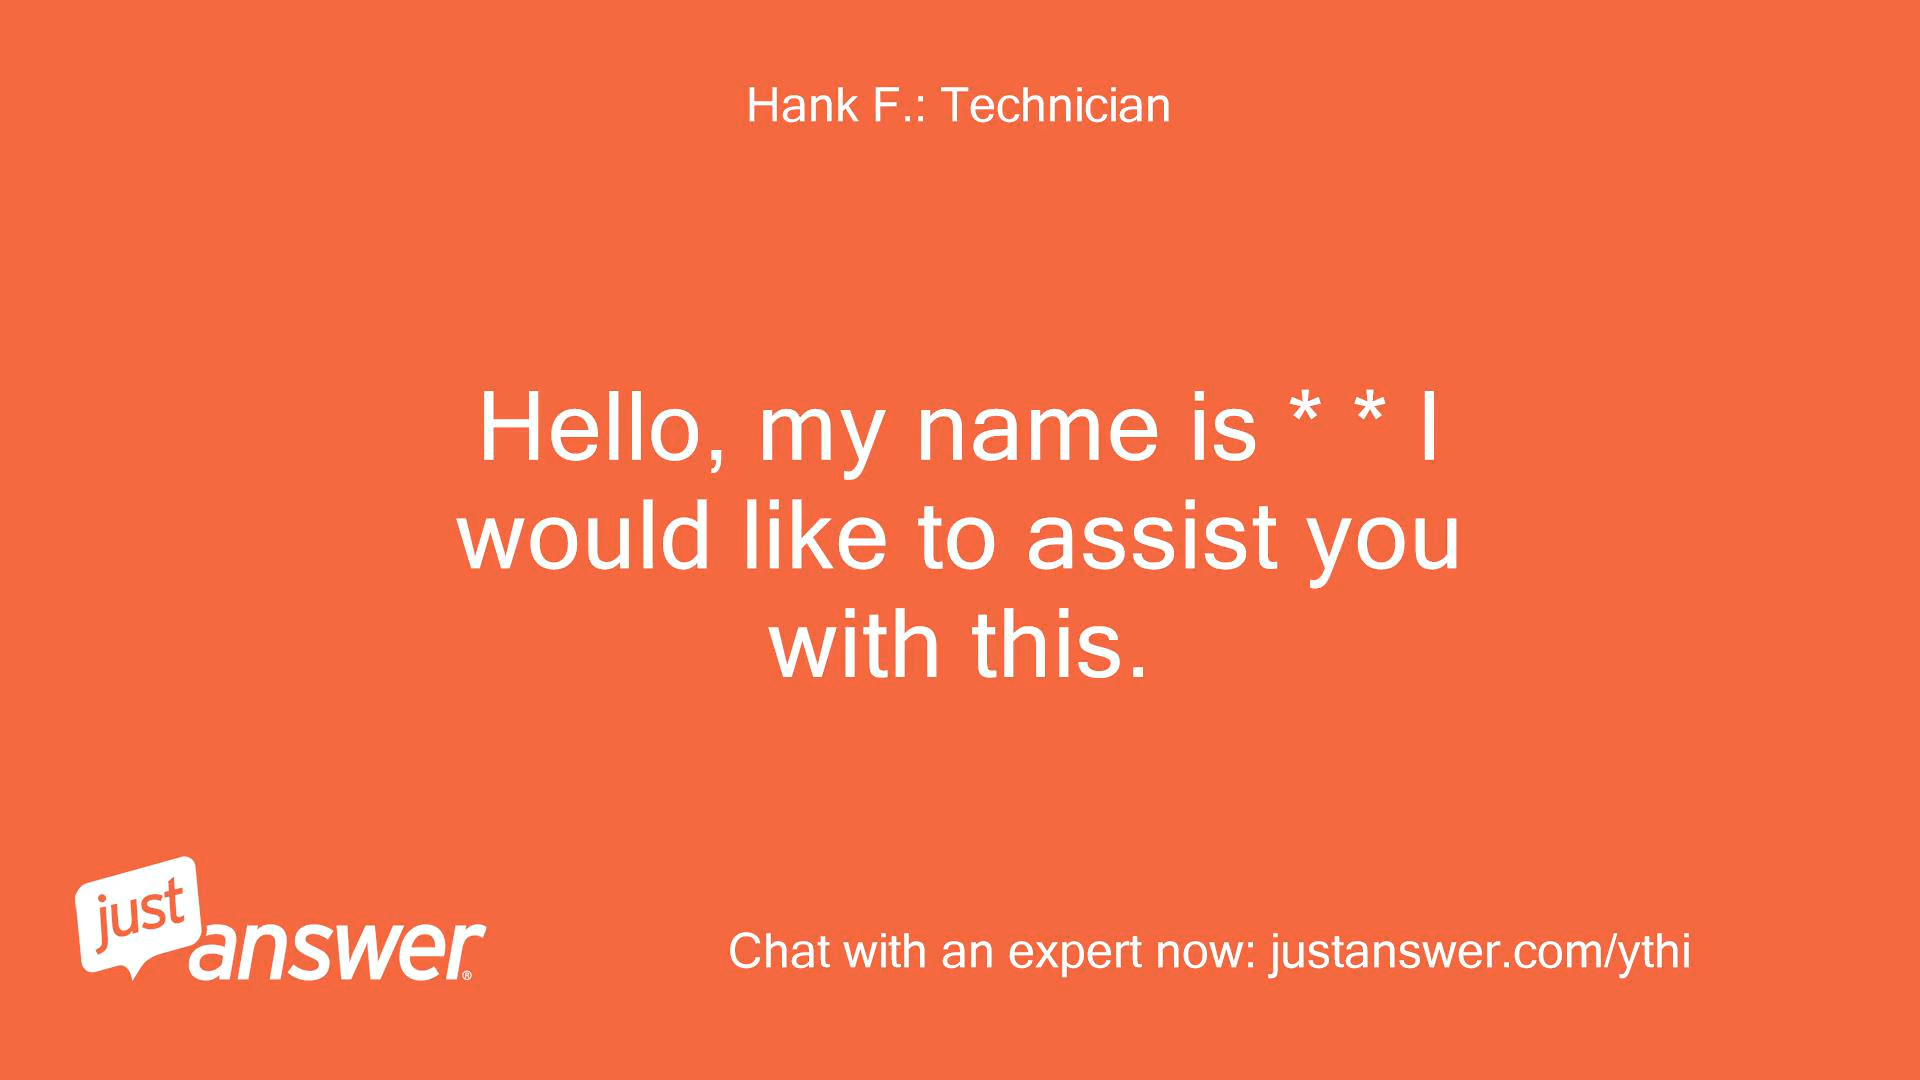 Hank F.: Technician
Hello, my name is * * I
would like to assist you
with this.
just
answer®
Chat with an expert now: justanswer.com/ythi